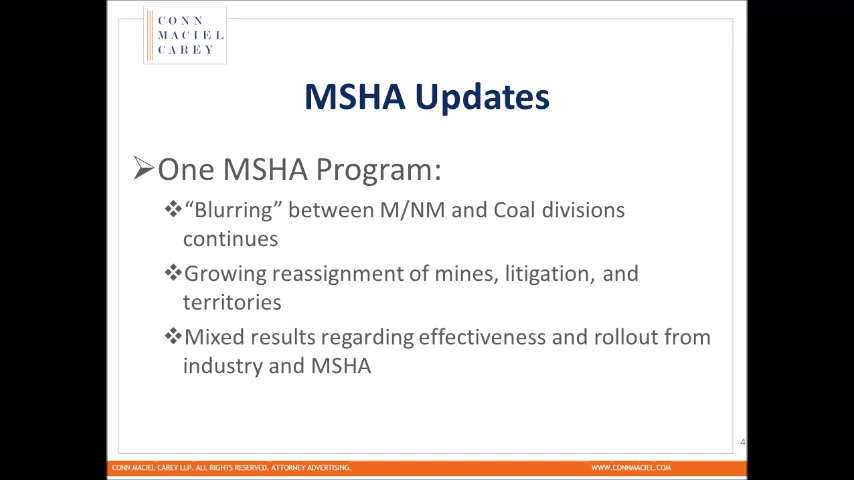 CONN
MACIEL
CAREY
MSHA Updates
One MSHA Program:
“Blurring” between M/NM and Coal divisions
continues
Growing reassignment of mines, litigation, and
territories
Mixed results regarding effectiveness and rollout from
industry and MSHA
4
CONN MACIEL CAREY LLP. ALL RIGHTS RESERVED. ATTORNEY ADVERTISING.
WWW.CONNMACIEL.COM